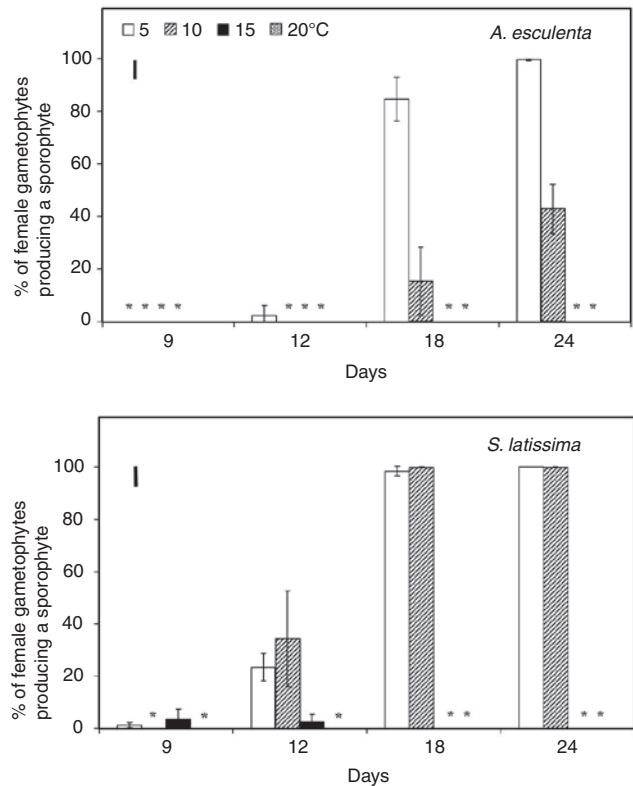 5 10 15 20°C
A. esculenta
% of female gametophytes
producing a sporophyte
100
80
60
40
20
0
* * * *
* * *
* *
* *
9 12 18 24
Days
S. latissima
% of female gametophytes
producing a sporophyte
100
80
60
40
20
0
* *
*
* *
* *
9 12 18 24
Days